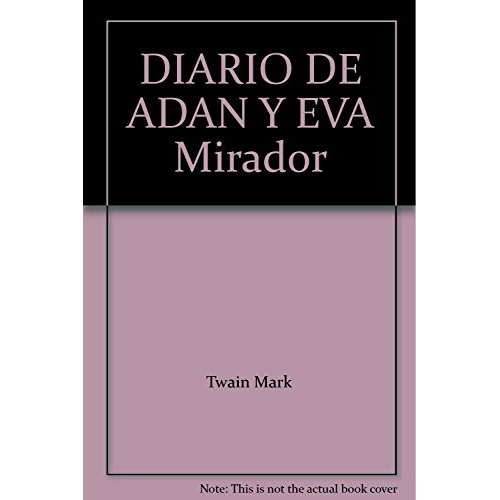 DIARIO DE
ADAN Y EVA
Mirador
Twain Mark
Note: This is not the actual book cover